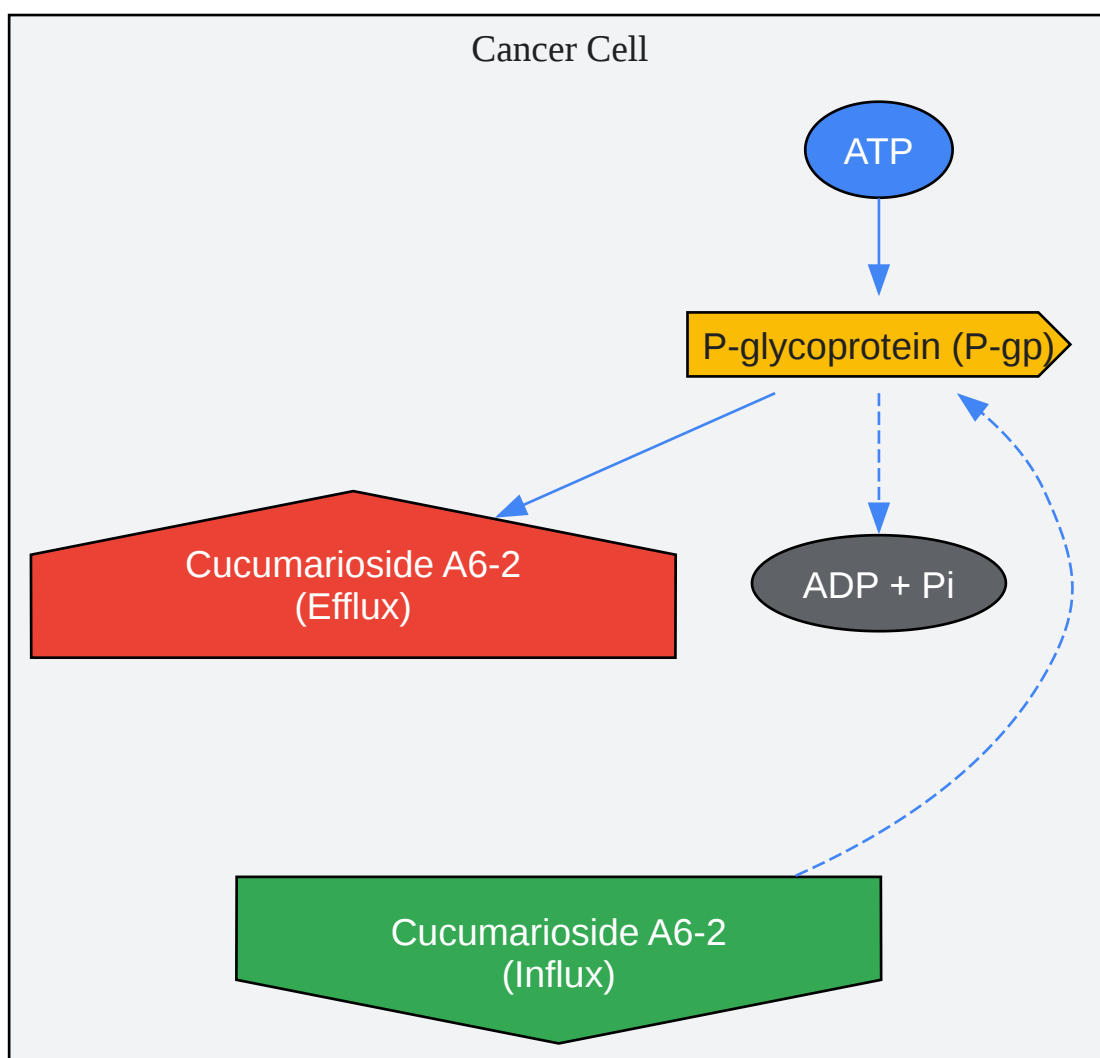 Cancer Cell
ATP
P-glycoprotein (P-gp)
Cucumarioside A6-2
(Efflux)
ADP + Pi
Cucumarioside A6-2
(Influx)